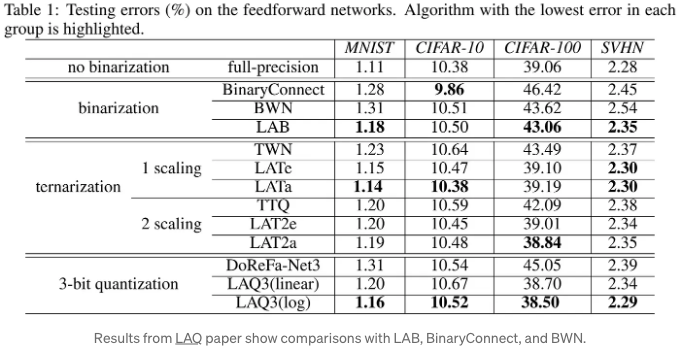 Table 1: Testing errors (%) on the feedforward networks. Algorithm with the lowest error in each
group is highlighted.
MNIST CIFAR-10 CIFAR-100 SVHN
no binarization full-precision 1.11 10.38 39.06 2.28
BinaryConnect 1.28 9.86 46.42 2.45
binarization BWN 1.31 10.51 43.62 2.54
LAB 1.18 10.50 43.06 2.35
TWN 1.23 10.64 43.49 2.37
1 scaling LATe 1.15 10.47 39.10 2.30
ternarization LATa 1.14 10.38 39.19 2.30
TTQ 1.20 10.59 42.09 2.38
2 scaling LAT2e 1.20 10.45 39.01 2.34
LAT2a 1.19 10.48 38.84 2.35
DoReFa-Net3 1.31 10.54 45.05 2.39
3-bit quantization LAQ3(linear) 1.20 10.67 38.70 2.34
LAQ3(log) 1.16 10.52 38.50 2.29
Results from LAQ paper show comparisons with LAB, BinaryConnect, and BWN.